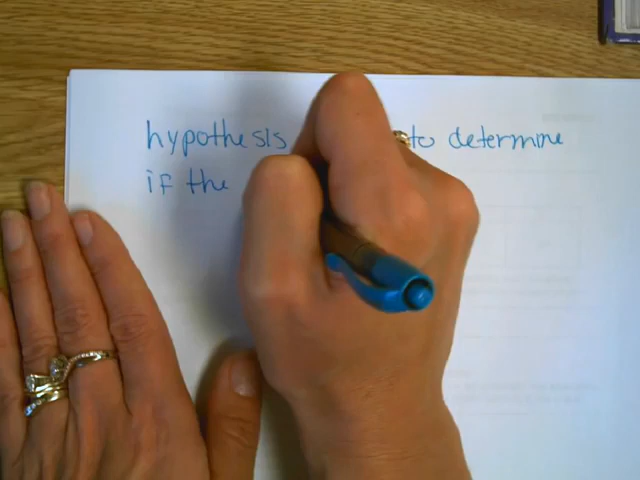 hypothesis to determine
if the